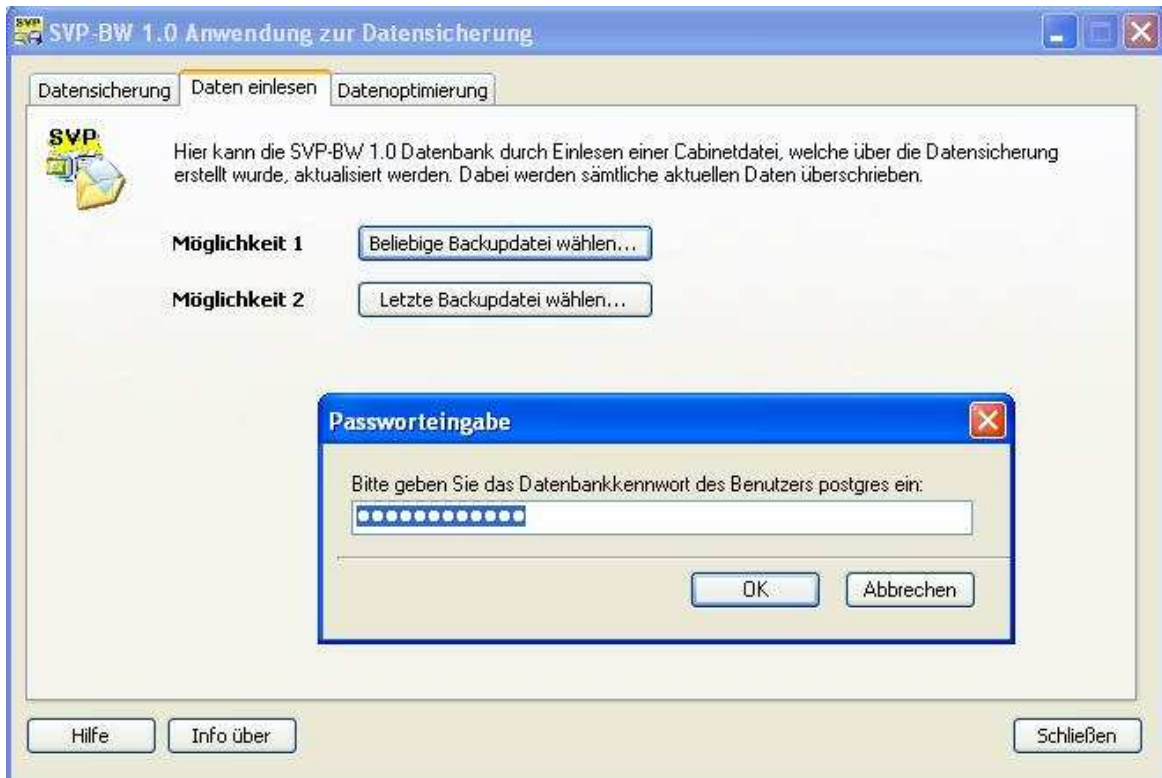 SVP-BW 1.0 Anwendung zur Datensicherung
Datensicherung Daten einlesen Datenoptimierung
SVP
Hier kann die SVP-BW 1.0 Datenbank durch Einlesen einer Cabinetdatei, welche über die Datensicherung
erstellt wurde, aktualisiert werden. Dabei werden sämtliche aktuellen Daten überschrieben.
Möglichkeit 1 Beliebige Backupdatei wählen...
Möglichkeit 2 Letzte Backupdatei wählen...
Passworteingabe
Bitte geben Sie das Datenbankkennwort des Benutzers postgres ein:
●●●●●●●●●●●●
OK Abbrechen
Hilfe Info über Schließen